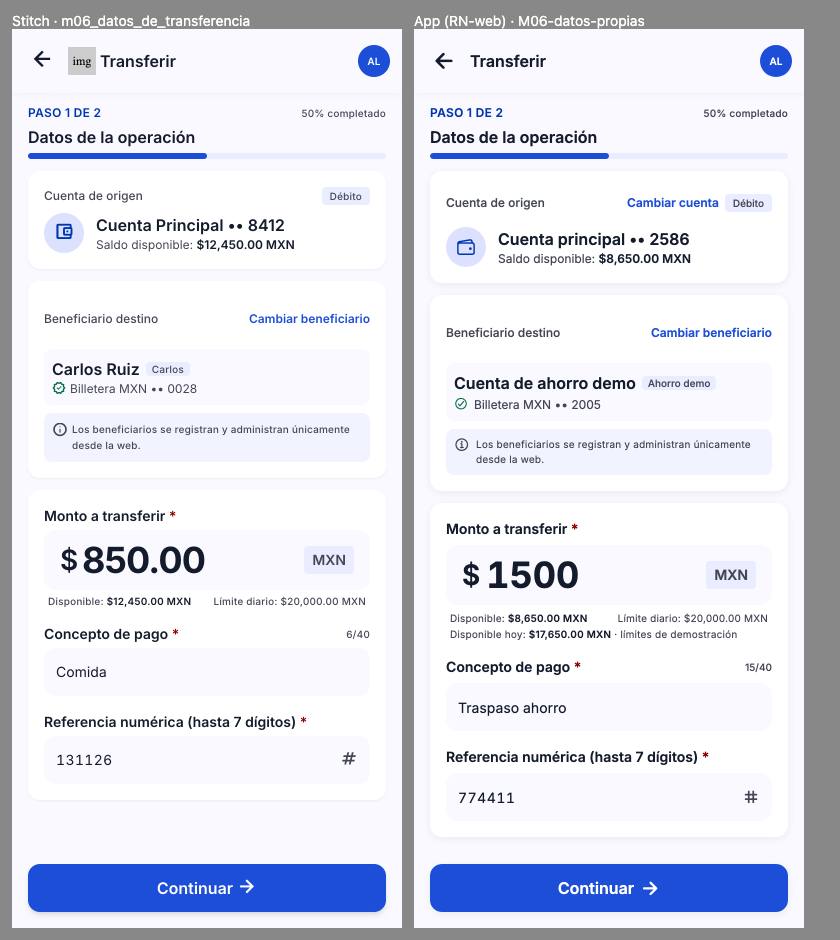 Stitch · m06_datos_de_transferencia
img Transferir
AL
PASO 1 DE 2
50% completado
Datos de la operación
Cuenta de origen
Débito
Cuenta Principal •• 8412
Saldo disponible: $12,450.00 MXN
Beneficiario destino
Cambiar beneficiario
Carlos Ruiz Carlos
Billetera MXN •• 0028
Los beneficiarios se registran y administran únicamente
desde la web.
Monto a transferir *
$ 850.00
MXN
Disponible: $12,450.00 MXN
Límite diario: $20,000.00 MXN
Concepto de pago *
6/40
Comida
Referencia numérica (hasta 7 dígitos) *
131126
#
Continuar →
App (RN-web) · M06-datos-propias
Transferir
AL
PASO 1 DE 2
50% completado
Datos de la operación
Cuenta de origen
Cambiar cuenta
Débito
Cuenta principal •• 2586
Saldo disponible: $8,650.00 MXN
Beneficiario destino
Cambiar beneficiario
Cuenta de ahorro demo Ahorro demo
Billetera MXN •• 2005
Los beneficiarios se registran y administran únicamente
desde la web.
Monto a transferir *
$ 1500
MXN
Disponible: $8,650.00 MXN
Límite diario: $20,000.00 MXN
Disponible hoy: $17,650.00 MXN · límites de demostración
Concepto de pago *
15/40
Traspaso ahorro
Referencia numérica (hasta 7 dígitos) *
774411
#
Continuar →